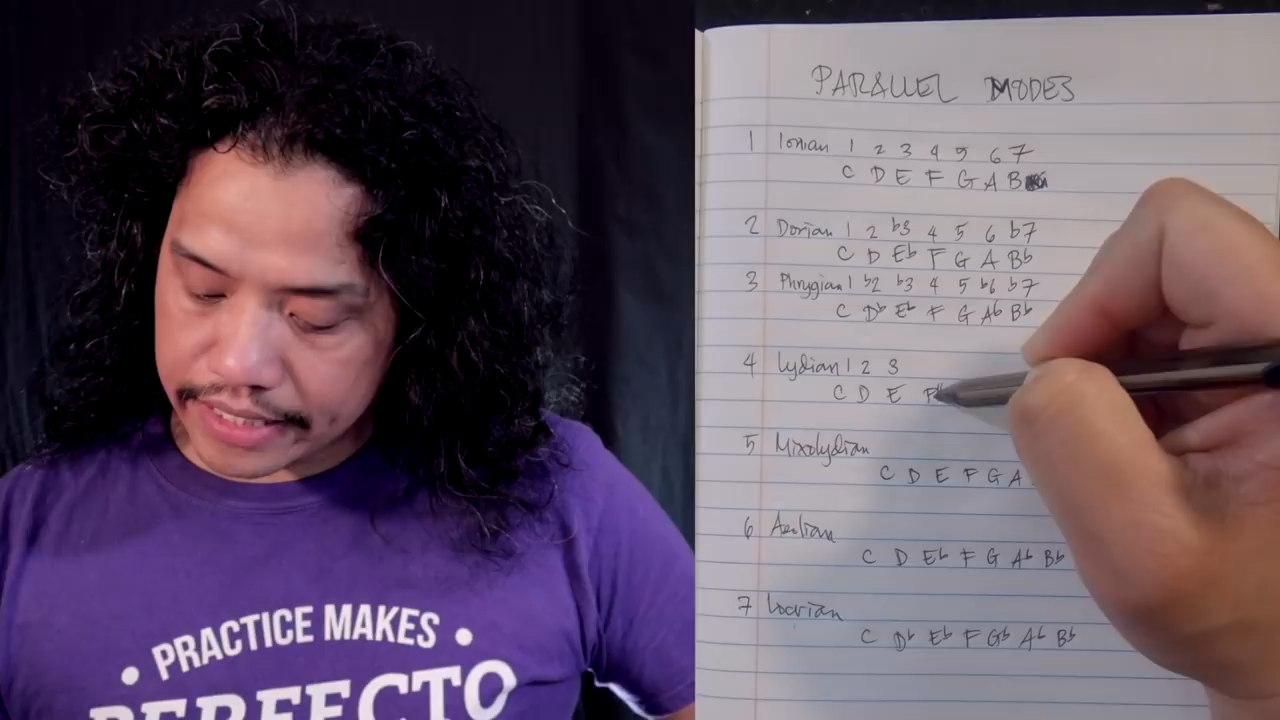 PRACTICE MAKES
PERFECTO
PARALLEL MODES
1 Ionian 1 2 3 4 5 6 7
C D E F G A B
2 Dorian 1 2 b3 4 5 6 b7
C D Eb F G A Bb
3 Phrygian 1 b2 b3 4 5 b6 b7
C Db Eb F G Ab Bb
4 Lydian 1 2 3
C D E F#
5 Mixolydian
C D E F G A
6 Aeolian
C D Eb F G Ab Bb
7 Locrian
C Db Eb F Gb Ab Bb